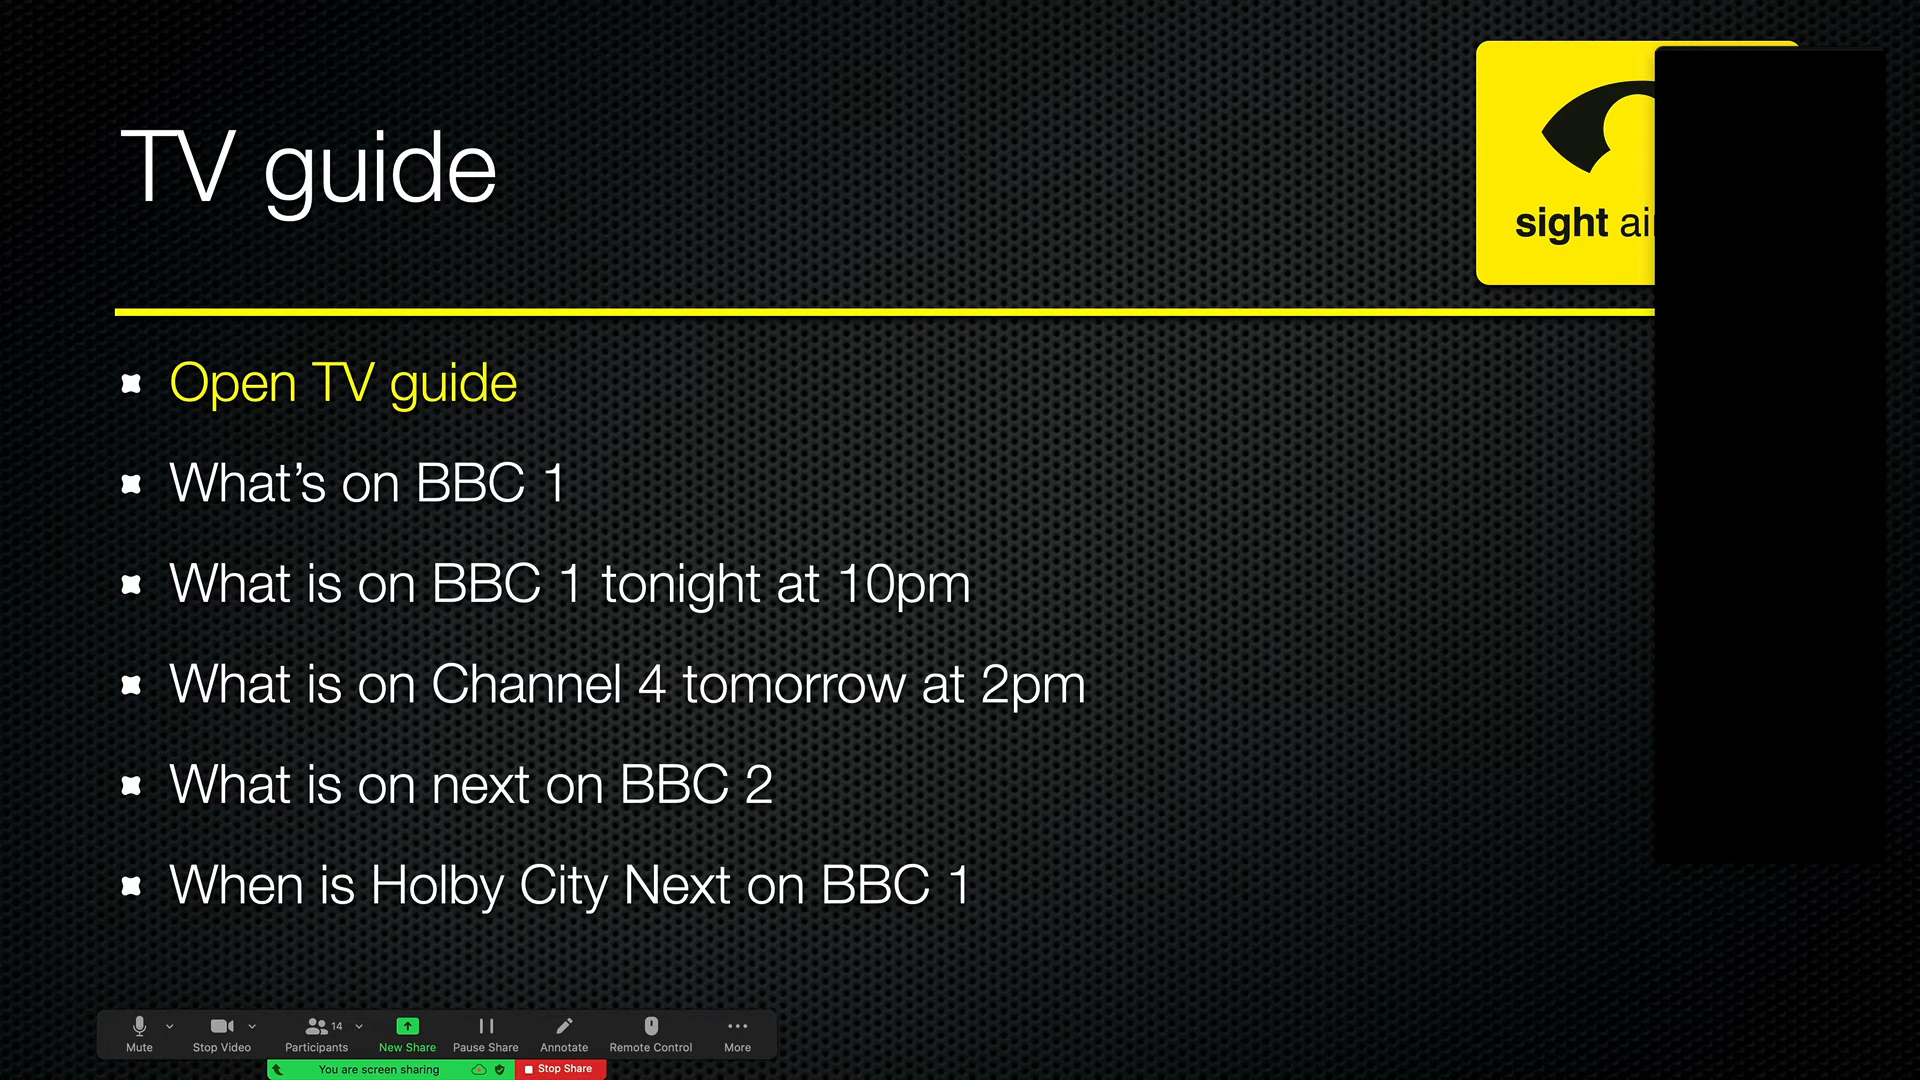 TV guide
sight
Open TV guide
What’s on BBC 1
What is on BBC 1 tonight at 10pm
What is on Channel 4 tomorrow at 2pm
What is on next on BBC 2
When is Holby City Next on BBC 1
Mute Stop Video 14 Participants New Share Pause Share Annotate Remote Control More
You are screen sharing Stop Share